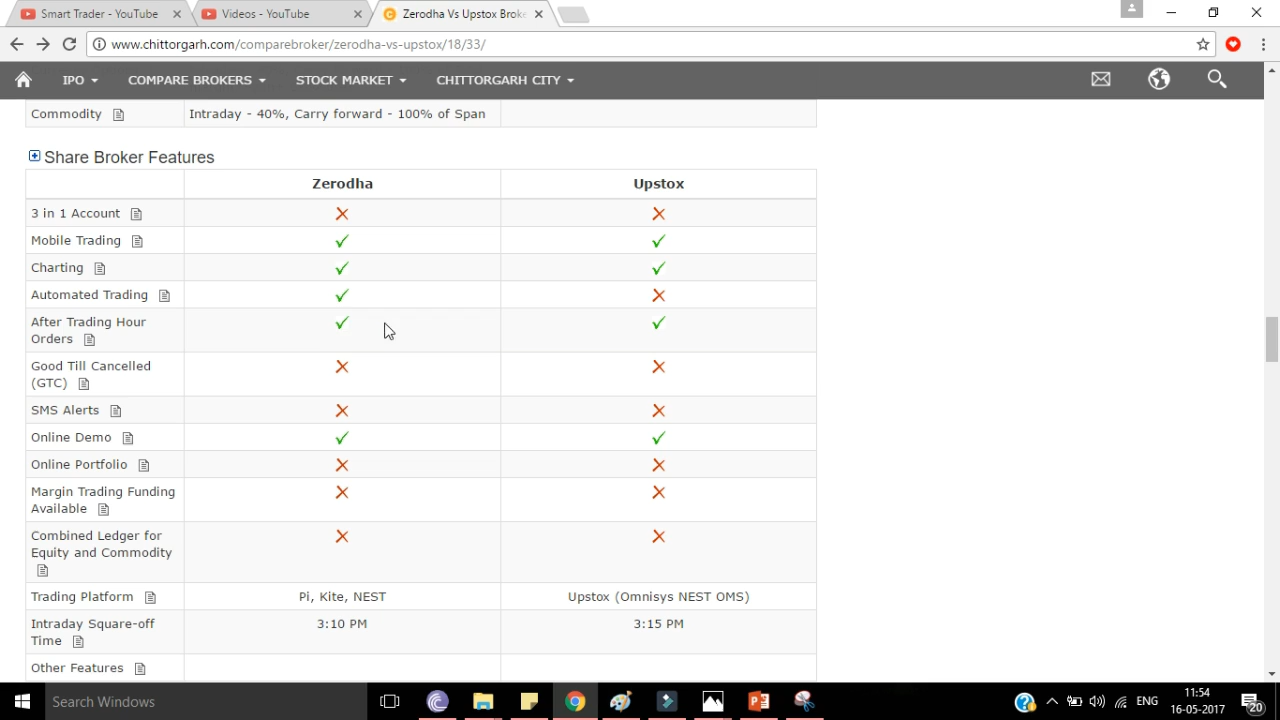 Smart Trader - YouTube
Videos - YouTube
Zerodha Vs Upstox Broke
www.chittorgarh.com/comparebroker/zerodha-vs-upstox/18/33/
IPO COMPARE BROKERS STOCK MARKET CHITTORGARH CITY
Commodity Intraday - 40%, Carry forward - 100% of Span
Share Broker Features
Zerodha Upstox
3 in 1 Account
Mobile Trading
Charting
Automated Trading
After Trading Hour
Orders
Good Till Cancelled
(GTC)
SMS Alerts
Online Demo
Online Portfolio
Margin Trading Funding
Available
Combined Ledger for
Equity and Commodity
Trading Platform Pi, Kite, NEST Upstox (Omnisys NEST OMS)
Intraday Square-off 3:10 PM 3:15 PM
Time
Other Features
Search Windows
ENG
11:54
16-05-2017
20